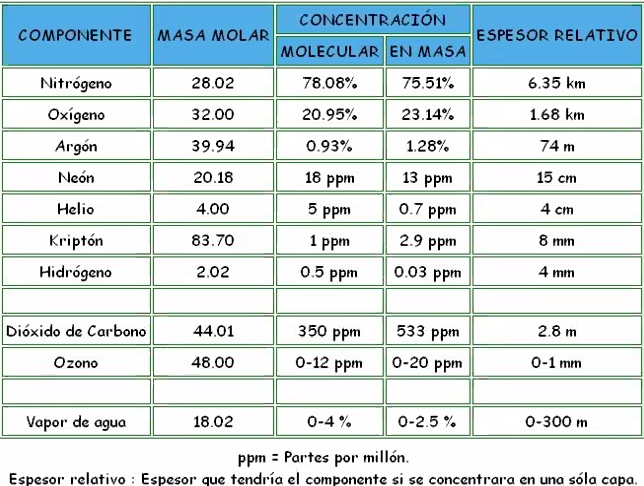 COMPONENTE MASA MOLAR CONCENTRACIÓN ESPESOR RELATIVO
MOLECULAR EN MASA
Nitrógeno 28.02 78.08% 75.51% 6.35 km
Oxígeno 32.00 20.95% 23.14% 1.68 km
Argón 39.94 0.93% 1.28% 74 m
Neón 20.18 18 ppm 13 ppm 15 cm
Helio 4.00 5 ppm 0.7 ppm 4 cm
Kriptón 83.70 1 ppm 2.9 ppm 8 mm
Hidrógeno 2.02 0.5 ppm 0.03 ppm 4 mm
Dióxido de Carbono 44.01 350 ppm 533 ppm 2.8 m
Ozono 48.00 0-12 ppm 0-20 ppm 0-1 mm
Vapor de agua 18.02 0-4 % 0-2.5 % 0-300 m
ppm = Partes por millón.
Espesor relativo : Espesor que tendría el componente si se concentrara en una sóla capa.